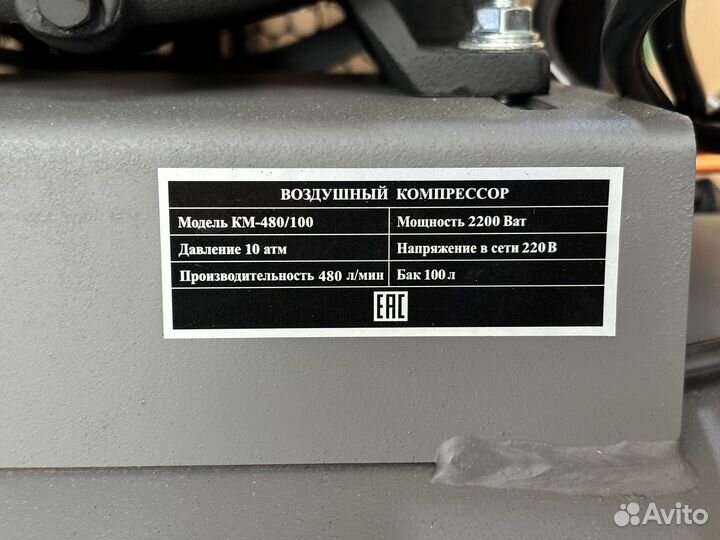 ВОЗДУШНЫЙ КОМПРЕССОР
Модель КМ-480/100
Мощность 2200 Ват
Давление 10 атм
Напряжение в сети 220 В
Производительность 480 л/мин
Бак 100 л
ЕАС
Avito